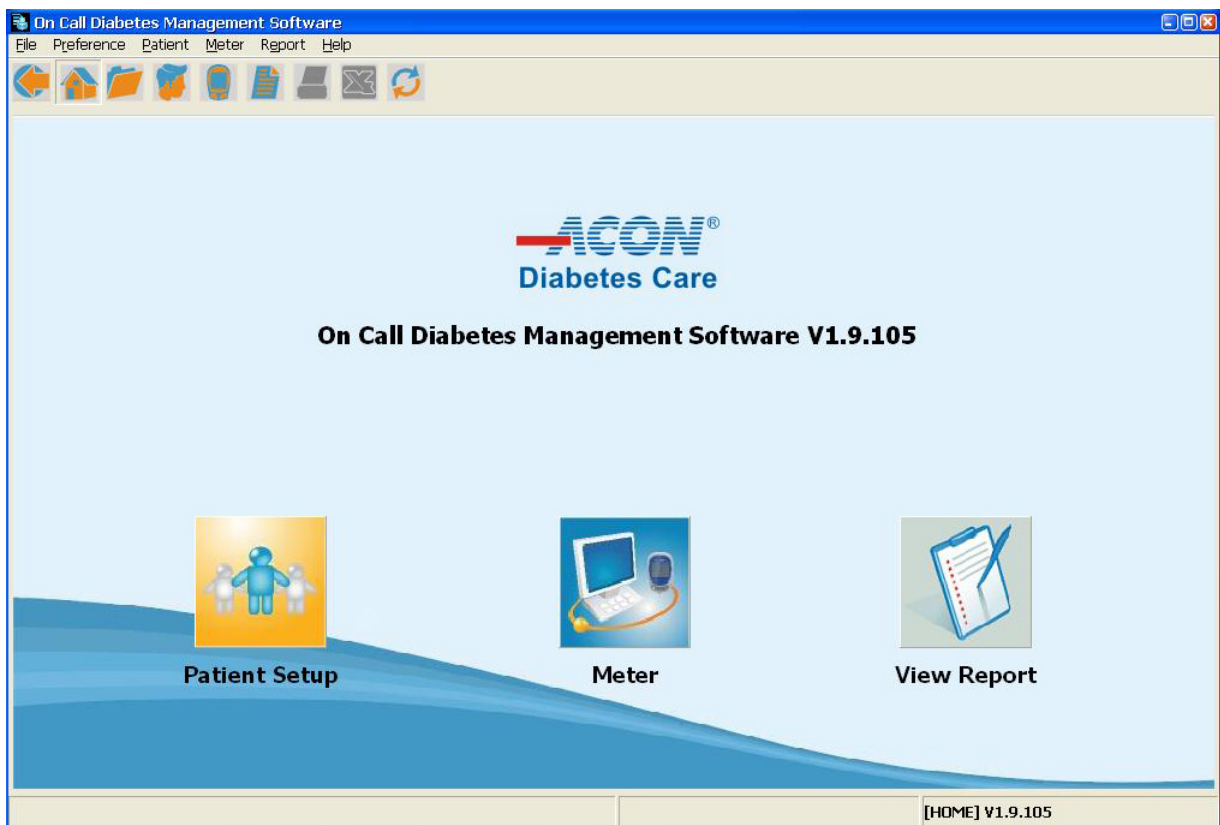 On Call Diabetes Management Software
File Preference Patient Meter Report Help
ACON®
Diabetes Care
On Call Diabetes Management Software V1.9.105
Patient Setup
Meter
View Report
[HOME] V1.9.105